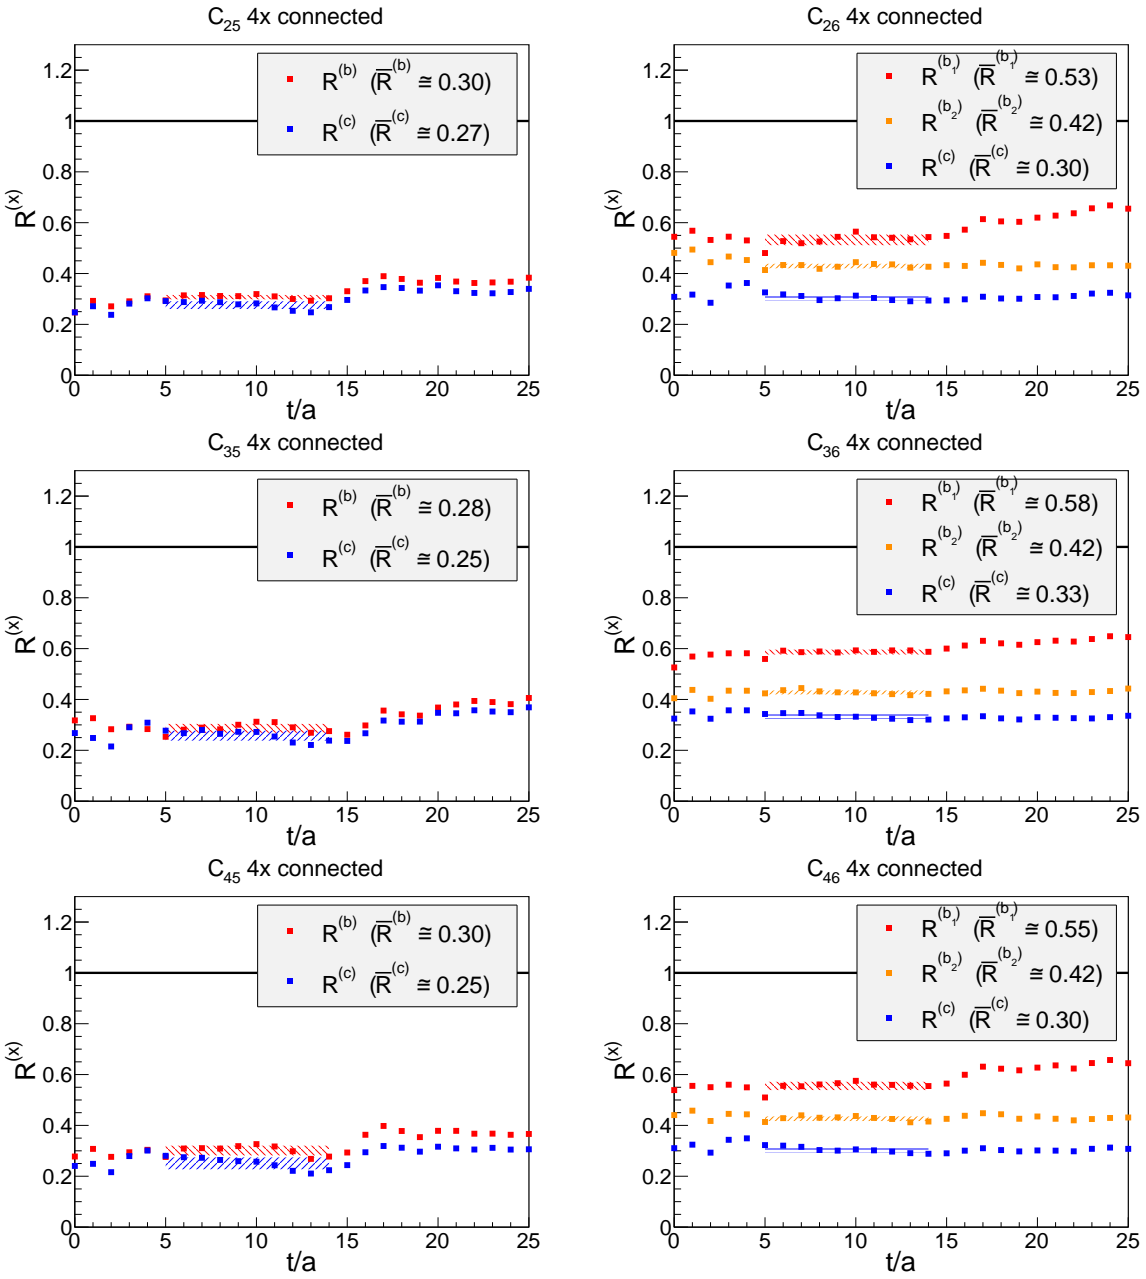 C₂₅ 4x connected
R⁽ᵇ⁾ (R̅⁽ᵇ⁾ ≅ 0.30)
R⁽ᶜ⁾ (R̅⁽ᶜ⁾ ≅ 0.27)
R⁽ˣ⁾
1.2
1
0.8
0.6
0.4
0.2
0
0 5 10 15 20 25
t/a
C₂₆ 4x connected
R^(b₁) (R̅^(b₁) ≅ 0.53)
R^(b₂) (R̅^(b₂) ≅ 0.42)
R⁽ᶜ⁾ (R̅⁽ᶜ⁾ ≅ 0.30)
R⁽ˣ⁾
1.2
1
0.8
0.6
0.4
0.2
0
0 5 10 15 20 25
t/a
C₃₅ 4x connected
R⁽ᵇ⁾ (R̅⁽ᵇ⁾ ≅ 0.28)
R⁽ᶜ⁾ (R̅⁽ᶜ⁾ ≅ 0.25)
R⁽ˣ⁾
1.2
1
0.8
0.6
0.4
0.2
0
0 5 10 15 20 25
t/a
C₃₆ 4x connected
R^(b₁) (R̅^(b₁) ≅ 0.58)
R^(b₂) (R̅^(b₂) ≅ 0.42)
R⁽ᶜ⁾ (R̅⁽ᶜ⁾ ≅ 0.33)
R⁽ˣ⁾
1.2
1
0.8
0.6
0.4
0.2
0
0 5 10 15 20 25
t/a
C₄₅ 4x connected
R⁽ᵇ⁾ (R̅⁽ᵇ⁾ ≅ 0.30)
R⁽ᶜ⁾ (R̅⁽ᶜ⁾ ≅ 0.25)
R⁽ˣ⁾
1.2
1
0.8
0.6
0.4
0.2
0
0 5 10 15 20 25
t/a
C₄₆ 4x connected
R^(b₁) (R̅^(b₁) ≅ 0.55)
R^(b₂) (R̅^(b₂) ≅ 0.42)
R⁽ᶜ⁾ (R̅⁽ᶜ⁾ ≅ 0.30)
R⁽ˣ⁾
1.2
1
0.8
0.6
0.4
0.2
0
0 5 10 15 20 25
t/a